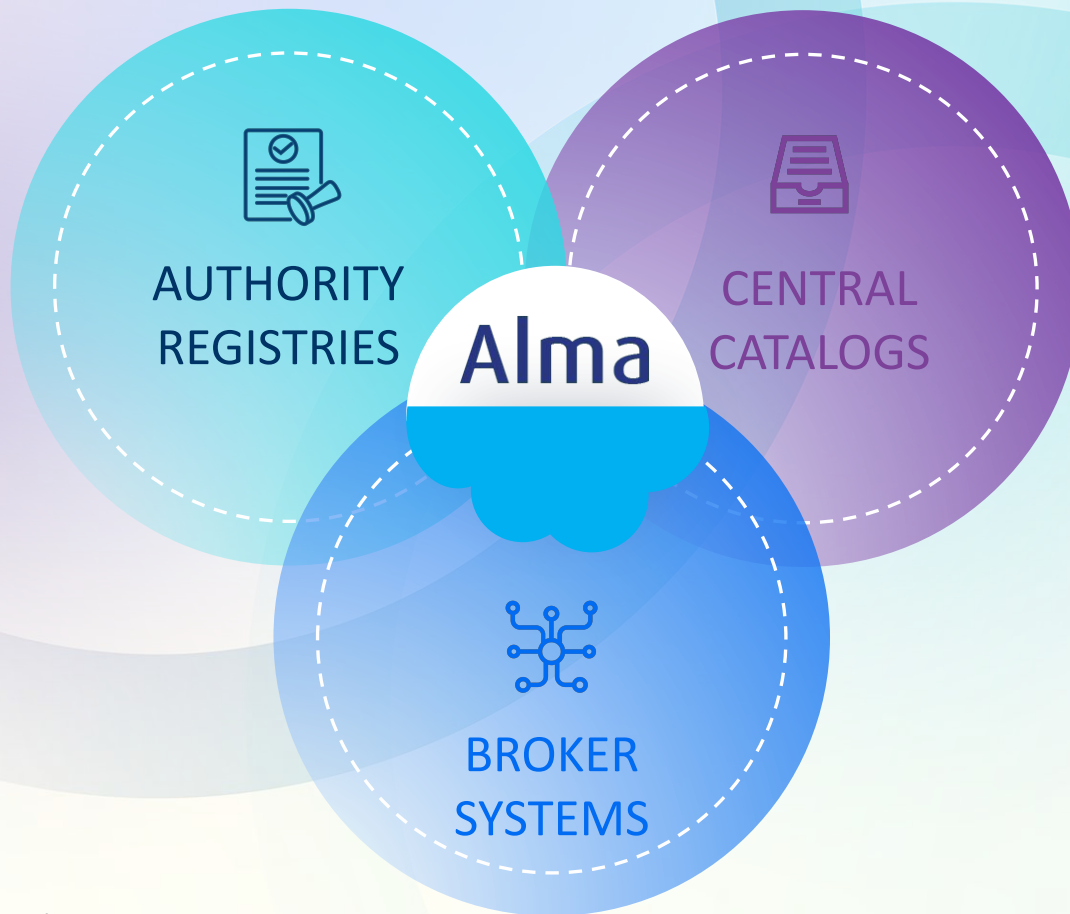 AUTHORITY
REGISTRIES
CENTRAL
CATALOGS
Alma
BROKER
SYSTEMS